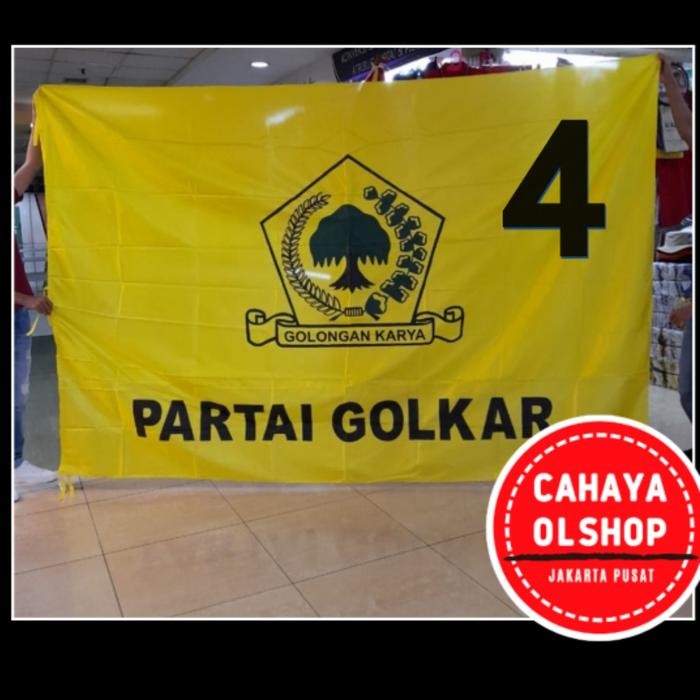 4
GOLONGAN KARYA
PARTAI GOLKAR
CAHAYA
OLSHOP
JAKARTA PUSAT